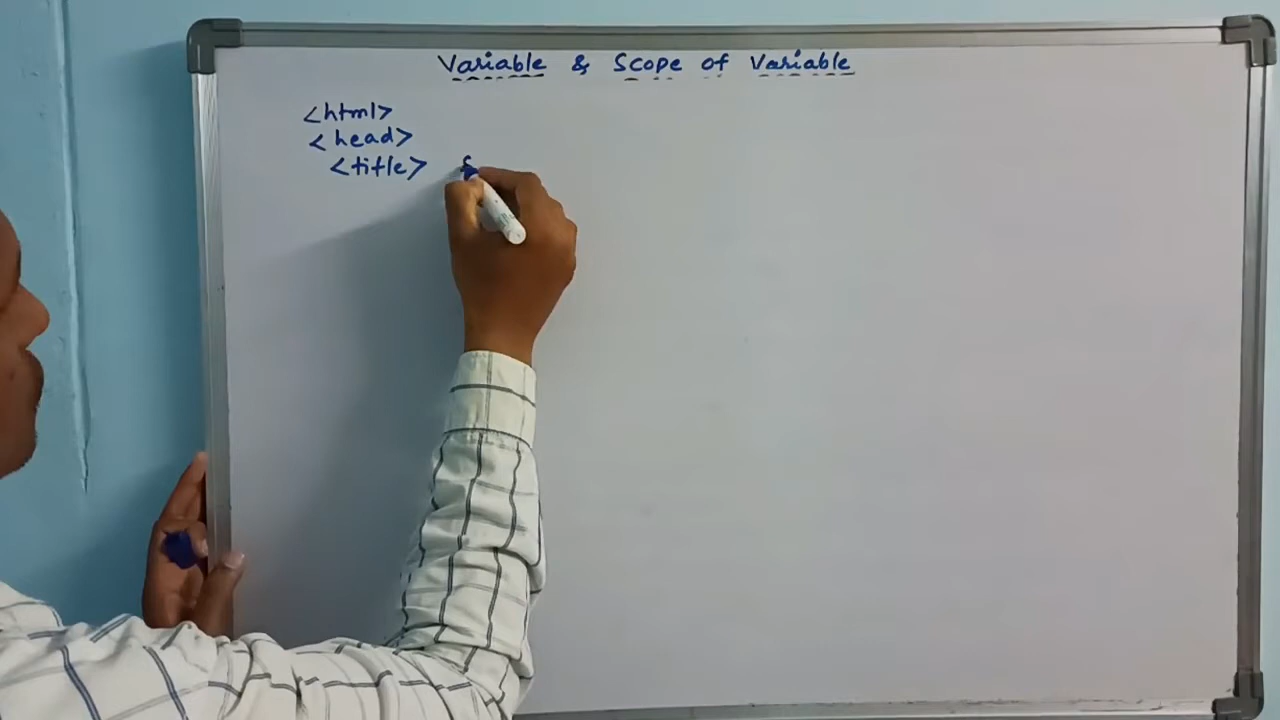 Variable & Scope of Variable
<html>
<head>
<title>